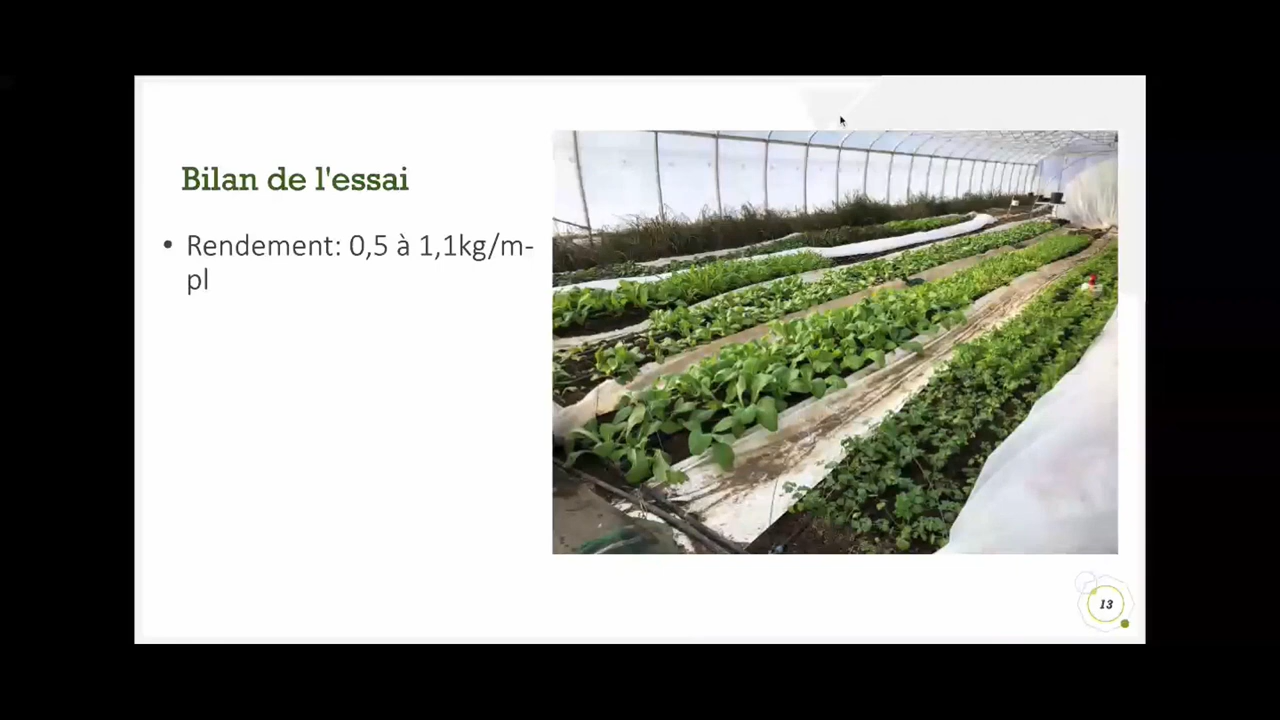 Bilan de l'essai
• Rendement: 0,5 à 1,1kg/m-
pl
13